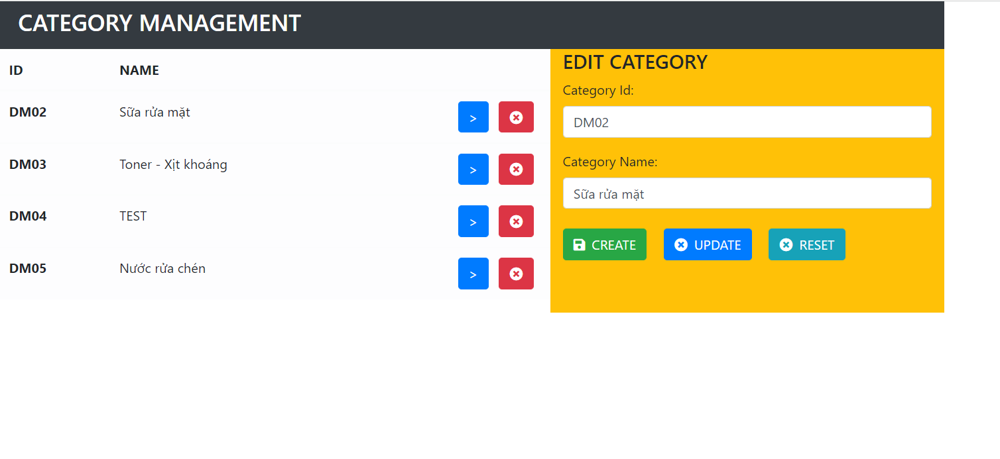 CATEGORY MANAGEMENT
ID NAME
DM02 Sữa rửa mặt >
DM03 Toner - Xịt khoáng >
DM04 TEST >
DM05 Nước rửa chén >
EDIT CATEGORY
Category Id:
DM02
Category Name:
Sữa rửa mặt
CREATE UPDATE RESET